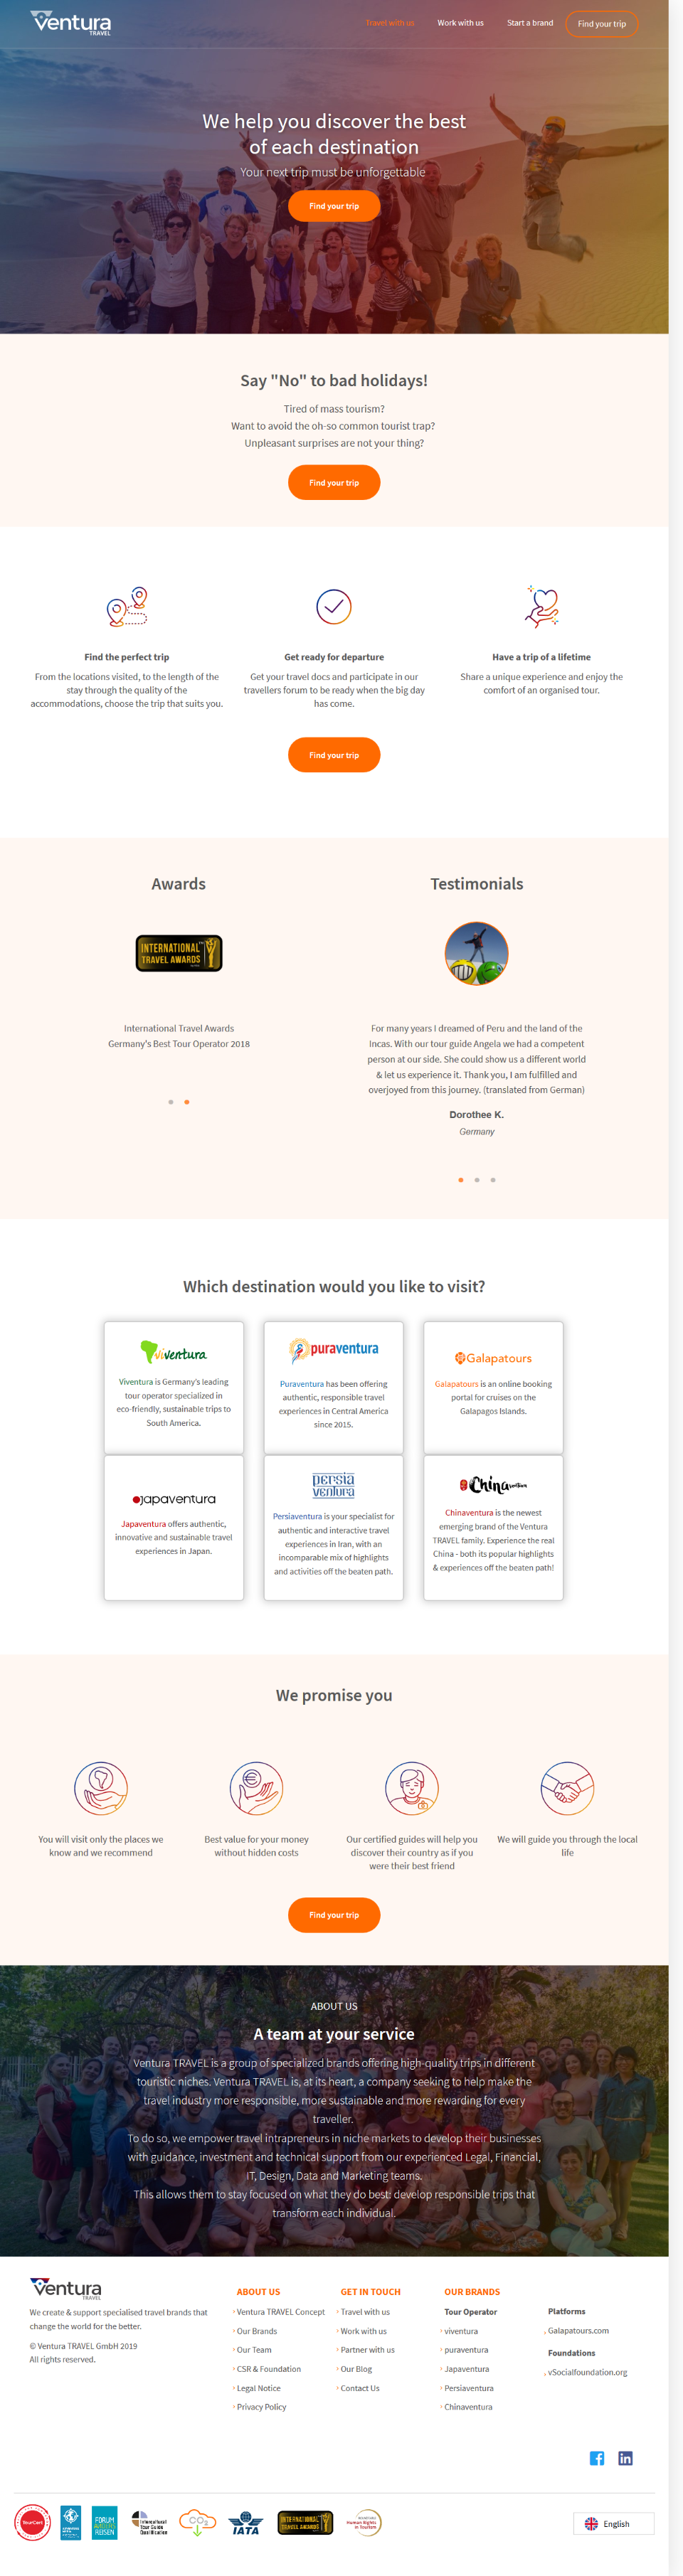 Ventura
TRAVEL
Travel with us
Work with us
Start a brand
Find your trip
We help you discover the best
of each destination
Your next trip must be unforgettable
Find your trip
Say "No" to bad holidays!
Tired of mass tourism?
Want to avoid the oh-so common tourist trap?
Unpleasant surprises are not your thing?
Find your trip
Find the perfect trip
From the locations visited, to the length of the
stay through the quality of the
accommodations, choose the trip that suits you.
Get ready for departure
Get your travel docs and participate in our
travellers forum to be ready when the big day
has come.
Have a trip of a lifetime
Share a unique experience and enjoy the
comfort of an organised tour.
Find your trip
Awards
INTERNATIONAL
TRAVEL AWARDS
International Travel Awards
Germany's Best Tour Operator 2018
Testimonials
For many years I dreamed of Peru and the land of the
Incas. With our tour guide Angela we had a competent
person at our side. She could show us a different world
& let us experience it. Thank you, I am fulfilled and
overjoyed from this journey. (translated from German)
Dorothee K.
Germany
Which destination would you like to visit?
viventura
Viventura is Germany's leading
tour operator specialized in
eco-friendly, sustainable trips to
South America.
puraventura
Puraventura has been offering
authentic, responsible travel
experiences in Central America
since 2015.
Galapatours
Galapatours is an online booking
portal for cruises on the
Galapagos Islands.
japaventura
Japaventura offers authentic,
innovative and sustainable travel
experiences in Japan.
persia
ventura
Persiaventura is your specialist for
authentic and interactive travel
experiences in Iran, with an
incomparable mix of highlights
and activities off the beaten path.
Chinaventura
Chinaventura is the newest
emerging brand of the Ventura
TRAVEL family. Experience the real
China - both its popular highlights
& experiences off the beaten path!
We promise you
You will visit only the places we
know and we recommend
Best value for your money
without hidden costs
Our certified guides will help you
discover their country as if you
were their best friend
We will guide you through the local
life
Find your trip
ABOUT US
A team at your service
Ventura TRAVEL is a group of specialized brands offering high-quality trips in different
touristic niches. Ventura TRAVEL is, at its heart, a company seeking to help make the
travel industry more responsible, more sustainable and more rewarding for every
traveller.
To do so, we empower travel intrapreneurs in niche markets to develop their businesses
with guidance, investment and technical support from our experienced Legal, Financial,
IT, Design, Data and Marketing teams.
This allows them to stay focused on what they do best: develop responsible trips that
transform each individual.
Ventura
TRAVEL
We create & support specialised travel brands that
change the world for the better.
© Ventura TRAVEL GmbH 2019
All rights reserved.
ABOUT US
Ventura TRAVEL Concept
Our Brands
Our Team
CSR & Foundation
Legal Notice
Privacy Policy
GET IN TOUCH
Travel with us
Work with us
Partner with us
Our Blog
Contact Us
OUR BRANDS
Tour Operator
viventura
puraventura
Japaventura
Persiaventura
Chinaventura
Platforms
Galapatours.com
Foundations
vSocialfoundation.org
TourCert
FORUM
REISEN
Intercultural
Tour Guide
Qualification
CO2
IATA
INTERNATIONAL
TRAVEL AWARDS
Human Rights
in Tourism
English